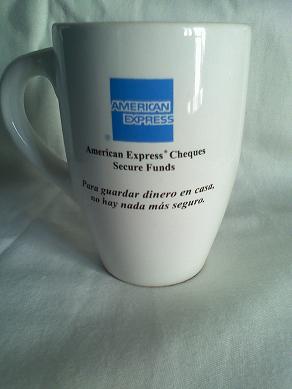 AMERICAN
EXPRESS
®
American Express® Cheques
Secure Funds
Para guardar dinero en casa,
no hay nada más seguro.